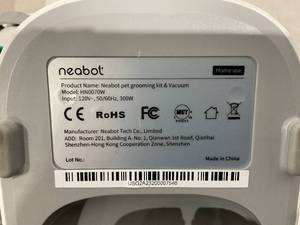 neabot Home use
Product name: Neabot pet grooming kit & Vacuum
Model: HN0070W
Input: 120V~, 50/60Hz, 300W
CE RoHS FC
Manufacturer: Neabot Tech Co., Limited
ADD: Room 201, Building A, No. 1, Qianwan 1st Road, Qianhai
Shenzhen-Hong Kong Cooperation Zone, Shenzhen
Lot No.: Made in China